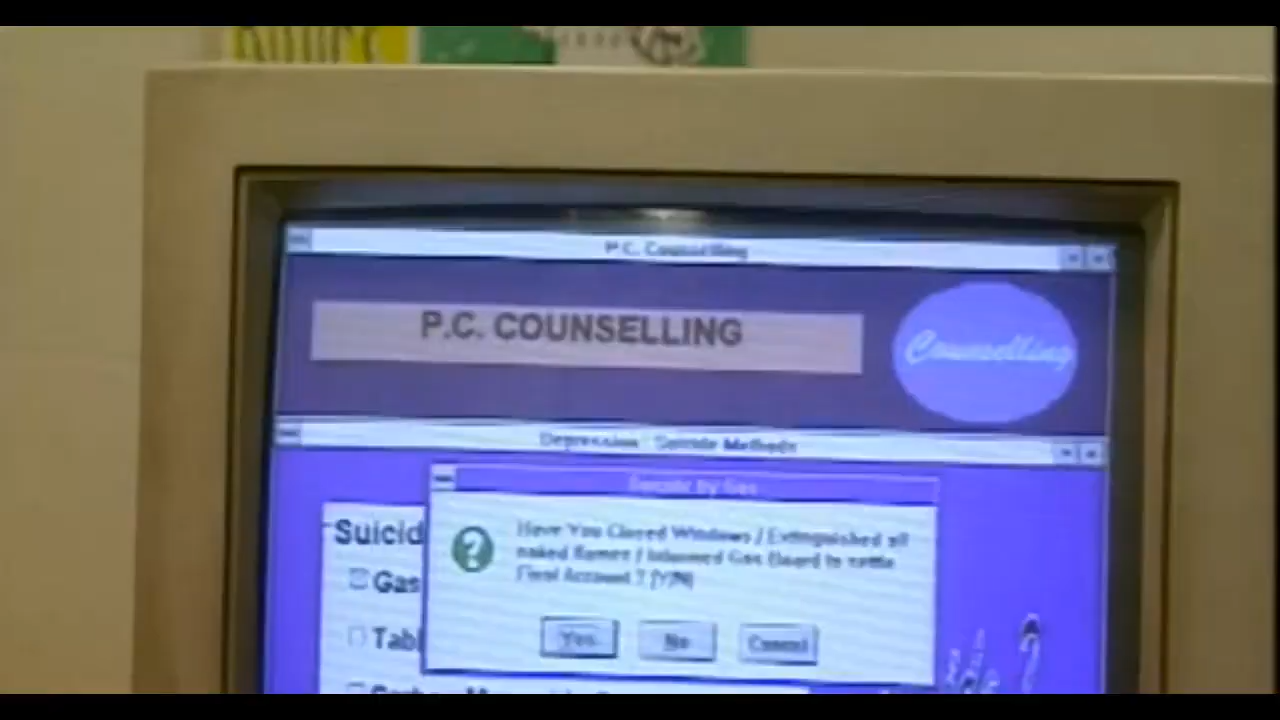 P.C. Counselling
P.C. COUNSELLING
Counselling
Depression Suicide Methods
Suicide by Gas
Have You Closed Windows / Extinguished all
naked flames / Informed Gas Board to settle
Final Account ? (Y/N)
Suicid
Gas
Tabl
Yes
No
Cancel